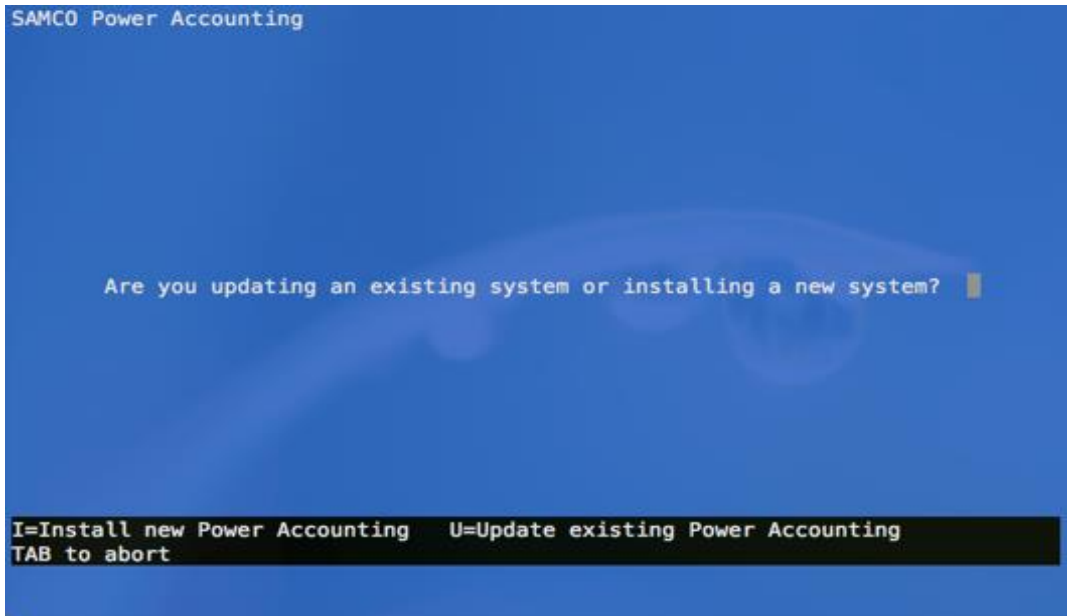 SAMCO Power Accounting
Are you updating an existing system or installing a new system?
I=Install new Power Accounting   U=Update existing Power Accounting
TAB to abort